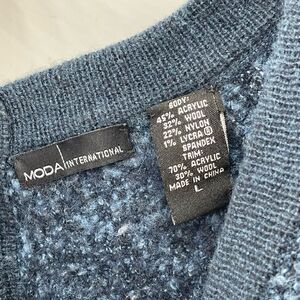 MODA | INTERNATIONAL
BODY:
45% ACRYLIC
32% WOOL
22% NYLON
1% LYCRA®
SPANDEX
TRIM:
70% ACRYLIC
30% WOOL
MADE IN CHINA
L